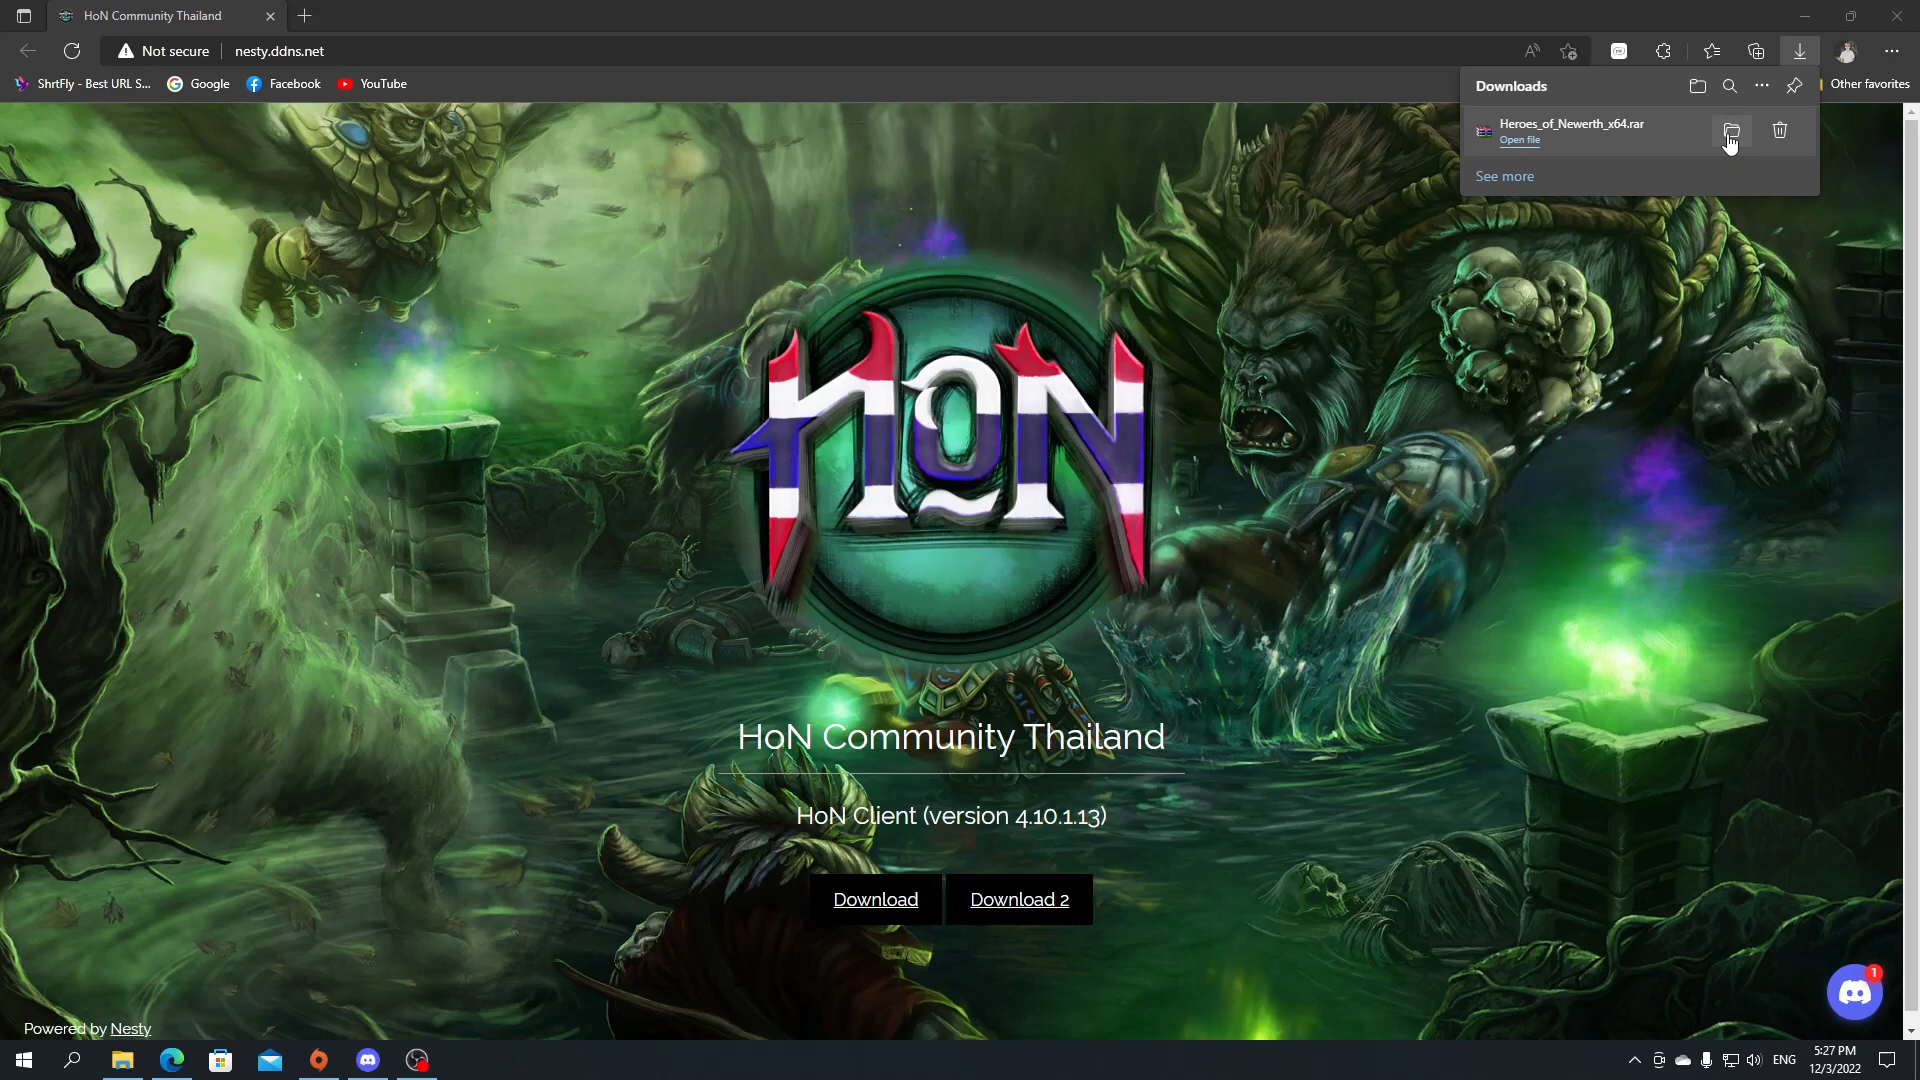 HoN Community Thailand
Not secure
nesty.ddns.net
ShrtFly - Best URL S...
Google
Facebook
YouTube
Other favorites
Downloads
Heroes_of_Newerth_x64.rar
Open file
See more
HON
HoN Community Thailand
HoN Client (version 4.10.1.13)
Download
Download 2
1
Powered by Nesty
ENG
5:27 PM
12/3/2022